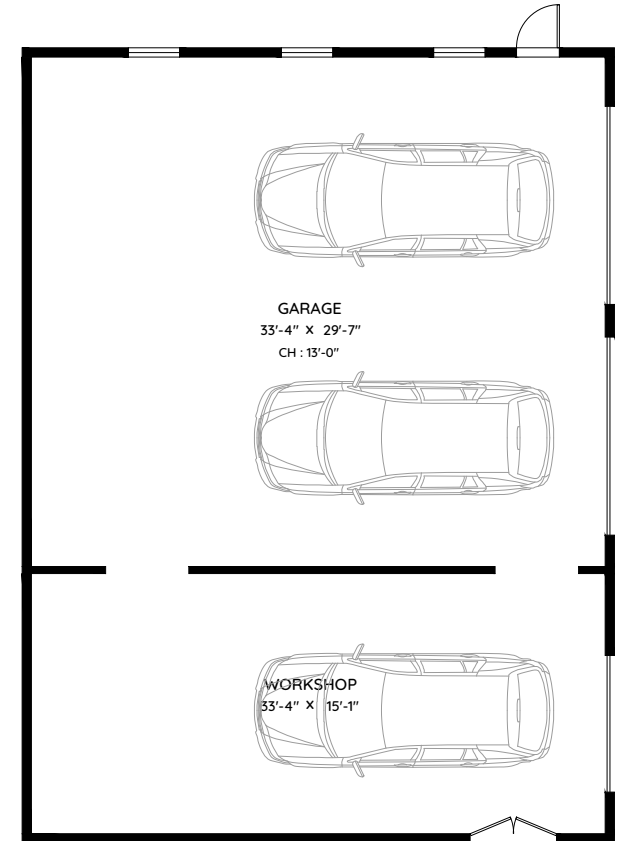 GARAGE
33'-4" x 29'-7"
CH : 13'-0"
WORKSHOP
33'-4" x 15'-1"